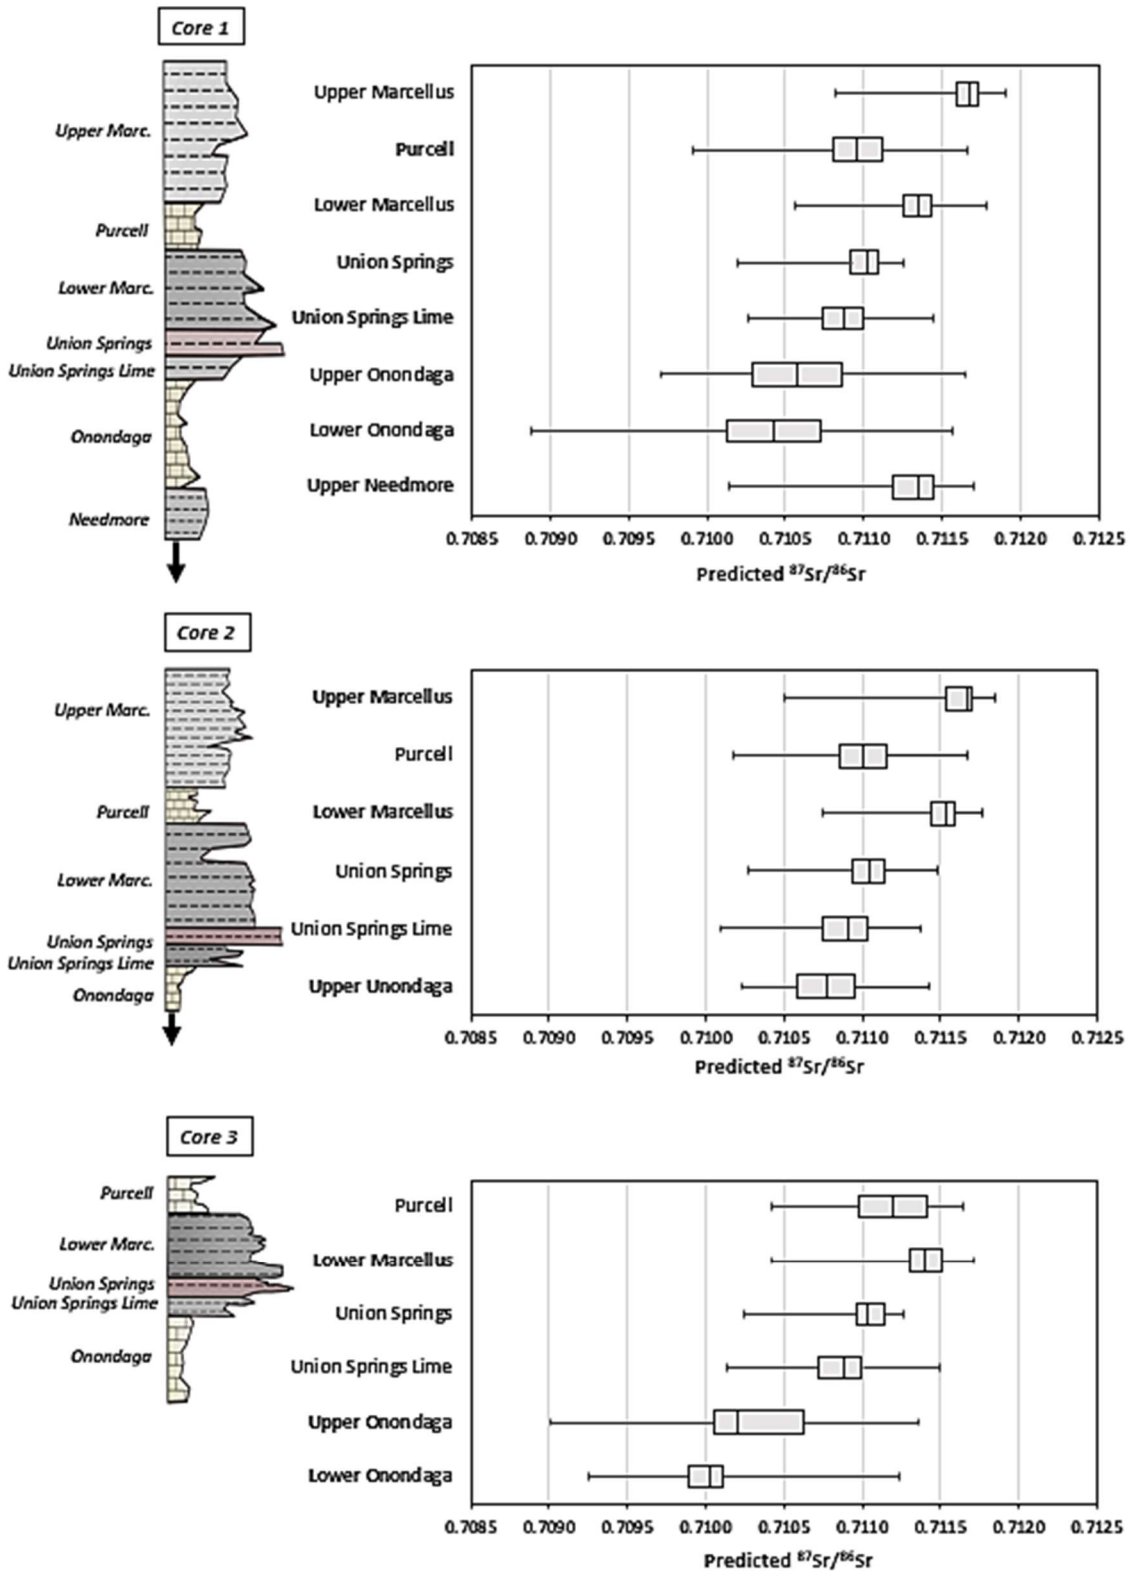 Core 1
Upper Marc.
Purcell
Lower Marc.
Union Springs
Union Springs Lime
Onondaga
Needmore
Upper Marcellus
Purcell
Lower Marcellus
Union Springs
Union Springs Lime
Upper Onondaga
Lower Onondaga
Upper Needmore
0.7085 0.7090 0.7095 0.7100 0.7105 0.7110 0.7115 0.7120 0.7125
Predicted ⁸⁷Sr/⁸⁶Sr
Core 2
Upper Marc.
Purcell
Lower Marc.
Union Springs
Union Springs Lime
Onondaga
Upper Marcellus
Purcell
Lower Marcellus
Union Springs
Union Springs Lime
Upper Unondaga
0.7085 0.7090 0.7095 0.7100 0.7105 0.7110 0.7115 0.7120 0.7125
Predicted ⁸⁷Sr/⁸⁶Sr
Core 3
Purcell
Lower Marc.
Union Springs
Union Springs Lime
Onondaga
Purcell
Lower Marcellus
Union Springs
Union Springs Lime
Upper Onondaga
Lower Onondaga
0.7085 0.7090 0.7095 0.7100 0.7105 0.7110 0.7115 0.7120 0.7125
Predicted ⁸⁷Sr/⁸⁶Sr